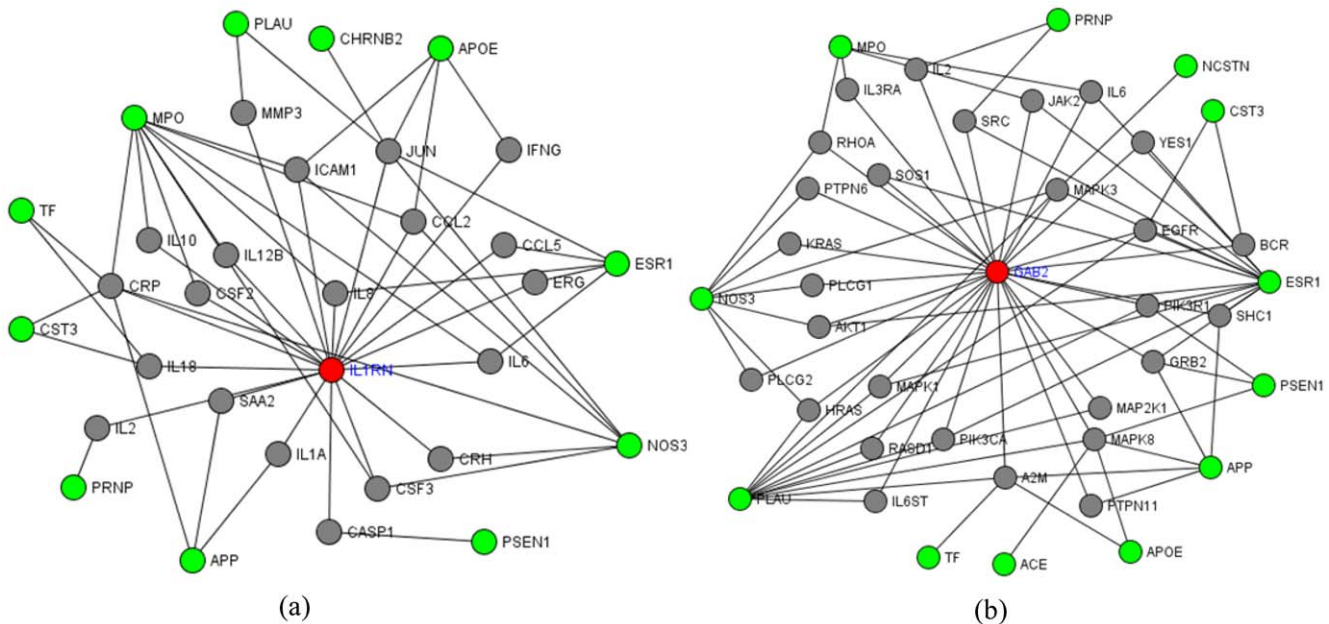 PLAU
CHRNB2
APOE
MMP3
MPO
JUN
IFNG
ICAM1
TF
CCL2
IL10
IL12B
CCL5
ESR1
CRP
CSF2
IL8
ERG
CST3
IL18
IL1RN
IL6
SAA2
IL2
IL1A
CRH
NOS3
PRNP
CSF3
CASP1
PSEN1
APP
(a)
PRNP
MPO
IL2
NCSTN
IL3RA
JAK2
IL6
CST3
SRC
RHOA
YES1
SOS1
PTPN6
MAPK3
EGFR
KRAS
BCR
GAB2
PLCG1
ESR1
NOS3
PIK3R1
SHC1
AKT1
GRB2
PLCG2
MAPK1
PSEN1
HRAS
MAP2K1
RASD1
PIK3CA
MAPK8
APP
A2M
PLAU
IL6ST
PTPN11
TF
ACE
APOE
(b)